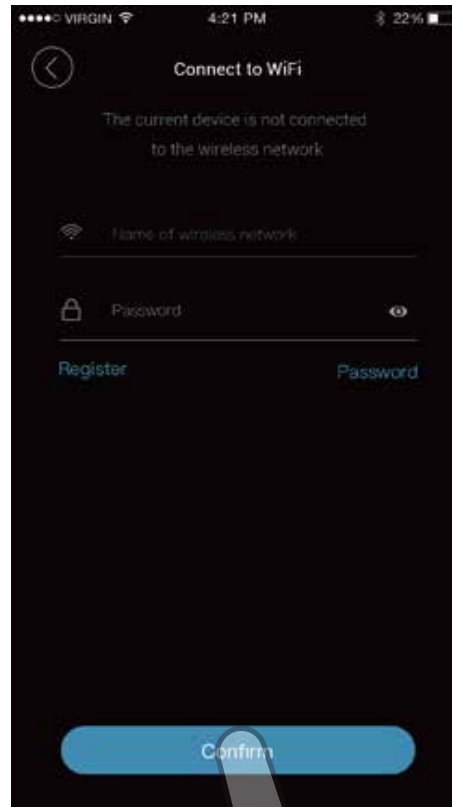 VIRGIN 4:21 PM 22%
Connect to WiFi
The current device is not connected
to the wireless network
Name of wireless network
Password
Register Password
Confirm